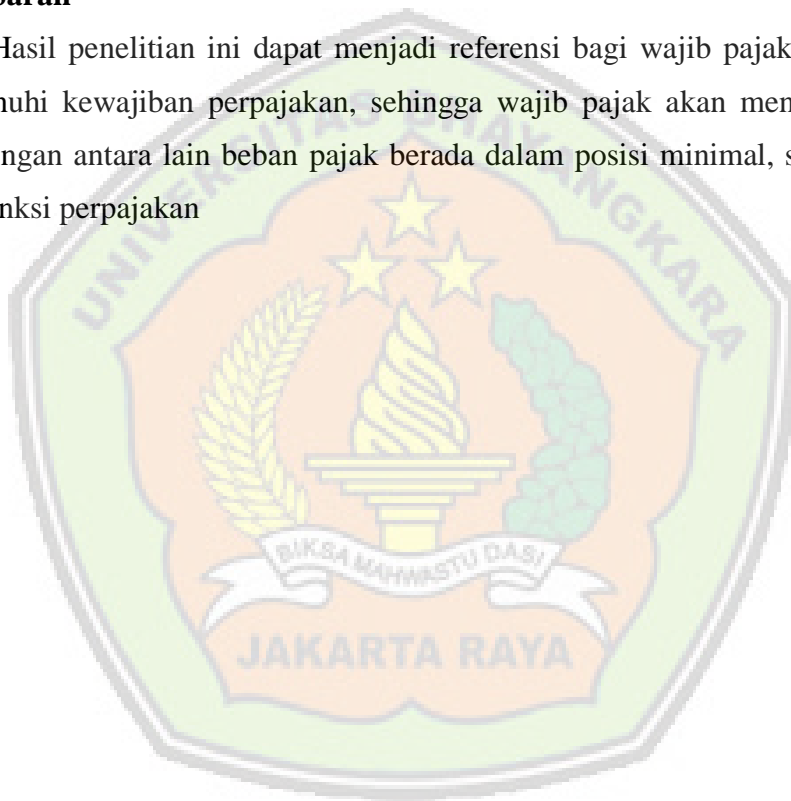 Hasil penelitian ini dapat menjadi referensi bagi wajib pajak
nuhi kewajiban perpajakan, sehingga wajib pajak akan men
ngan antara lain beban pajak berada dalam posisi minimal, s
nksi perpajakan
UNIVERSITAS BHAYANGKARA
BIKSA MAHWASTU DASI
JAKARTA RAYA